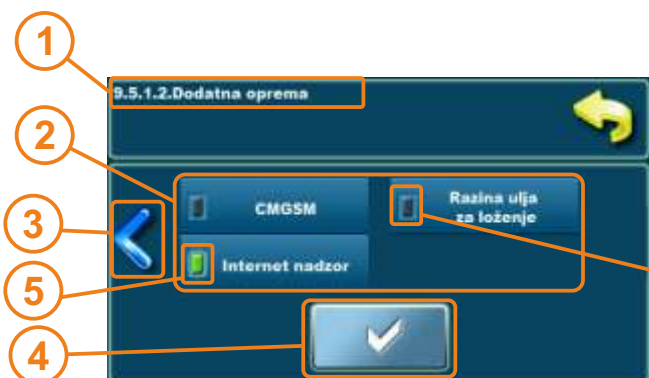 1
9.5.1.2.Dodatna oprema
2
CMGSM
Razina ulja
za loženje
3
Internet nadzor
5
4